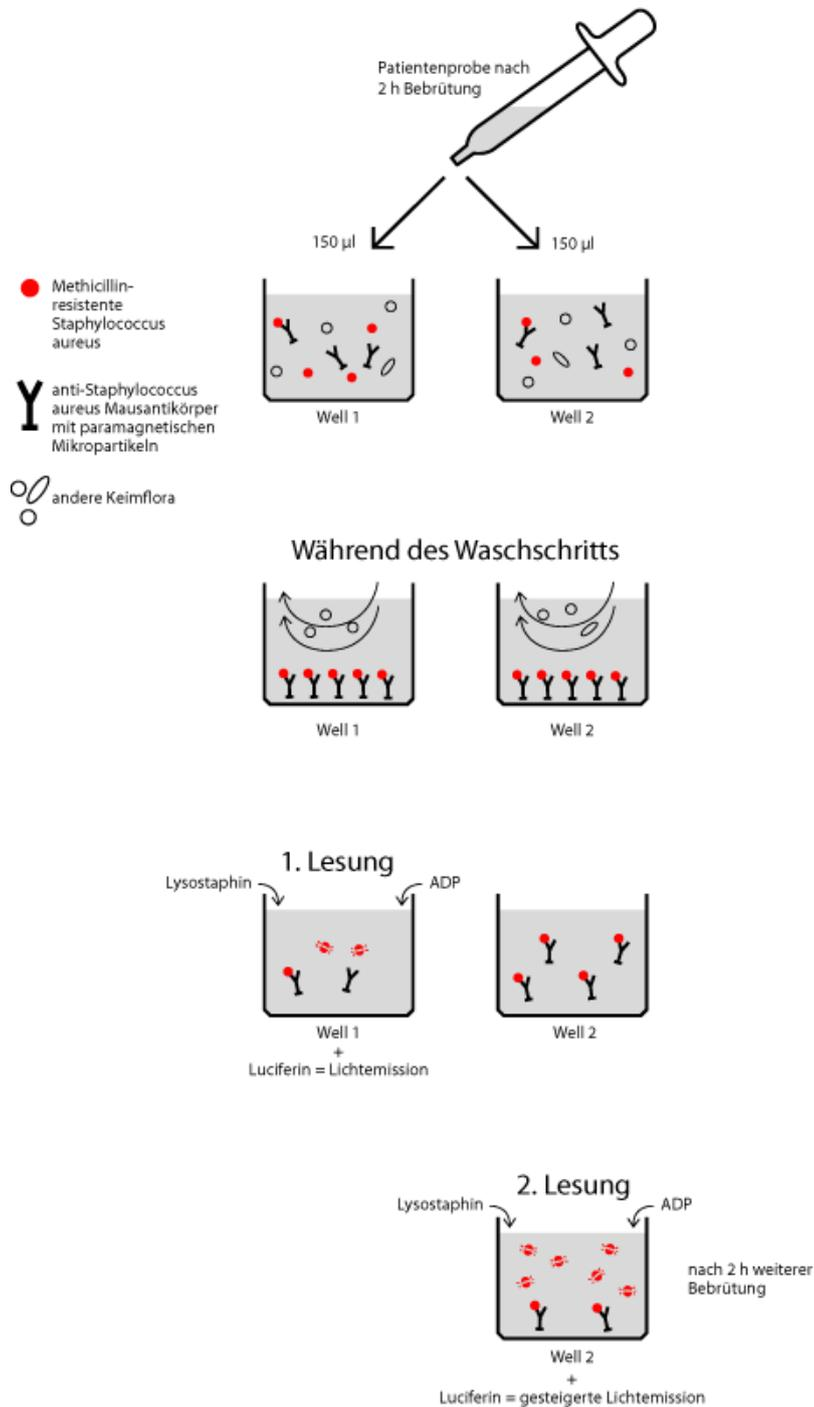 Patientenprobe nach
2 h Bebrütung
150 µl
150 µl
Methicillin-
resistente
Staphylococcus
aureus
anti-Staphylococcus
aureus Mausantikörper
mit paramagnetischen
Mikropartikeln
andere Keimflora
Well 1
Well 2
Während des Waschschritts
Well 1
Well 2
1. Lesung
Lysostaphin
ADP
Well 1
+
Luciferin = Lichtemission
Well 2
2. Lesung
Lysostaphin
ADP
nach 2 h weiterer
Bebrütung
Well 2
+
Luciferin = gesteigerte Lichtemission